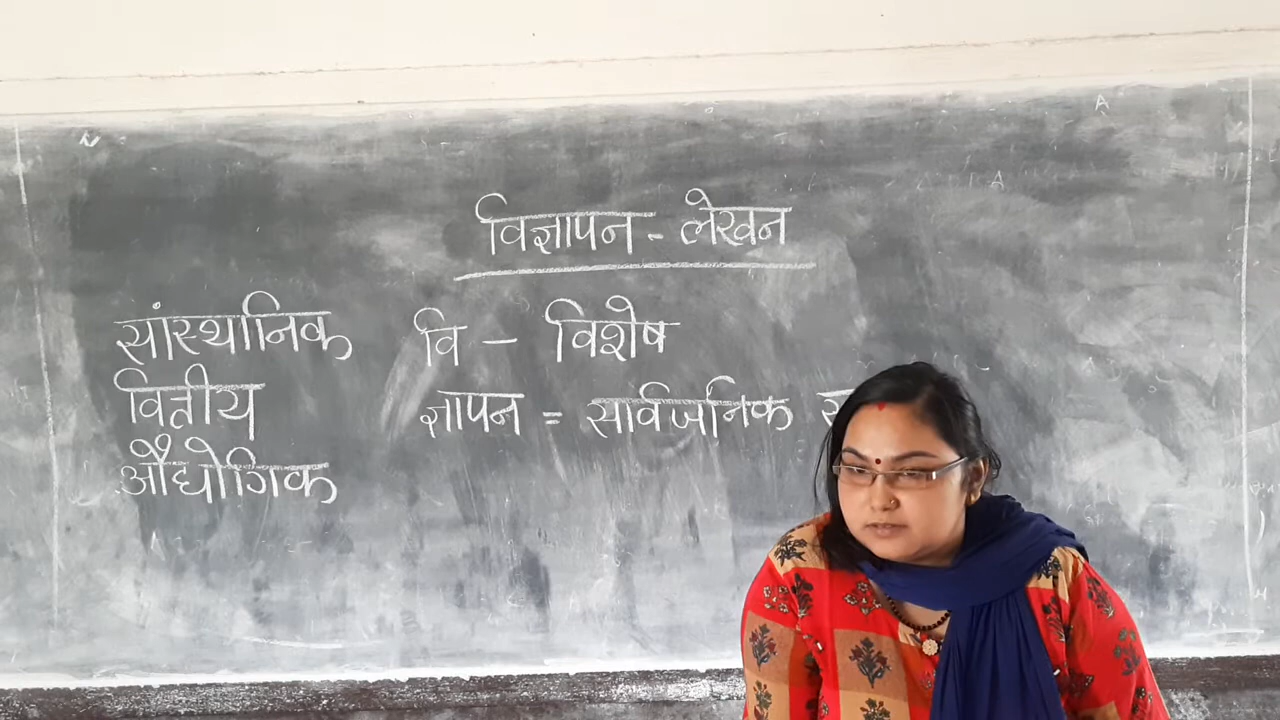 विज्ञापन - लेखन
सांस्थानिक
वित्तीय
औद्योगिक
वि - विशेष
ज्ञापन = सार्वजनिक